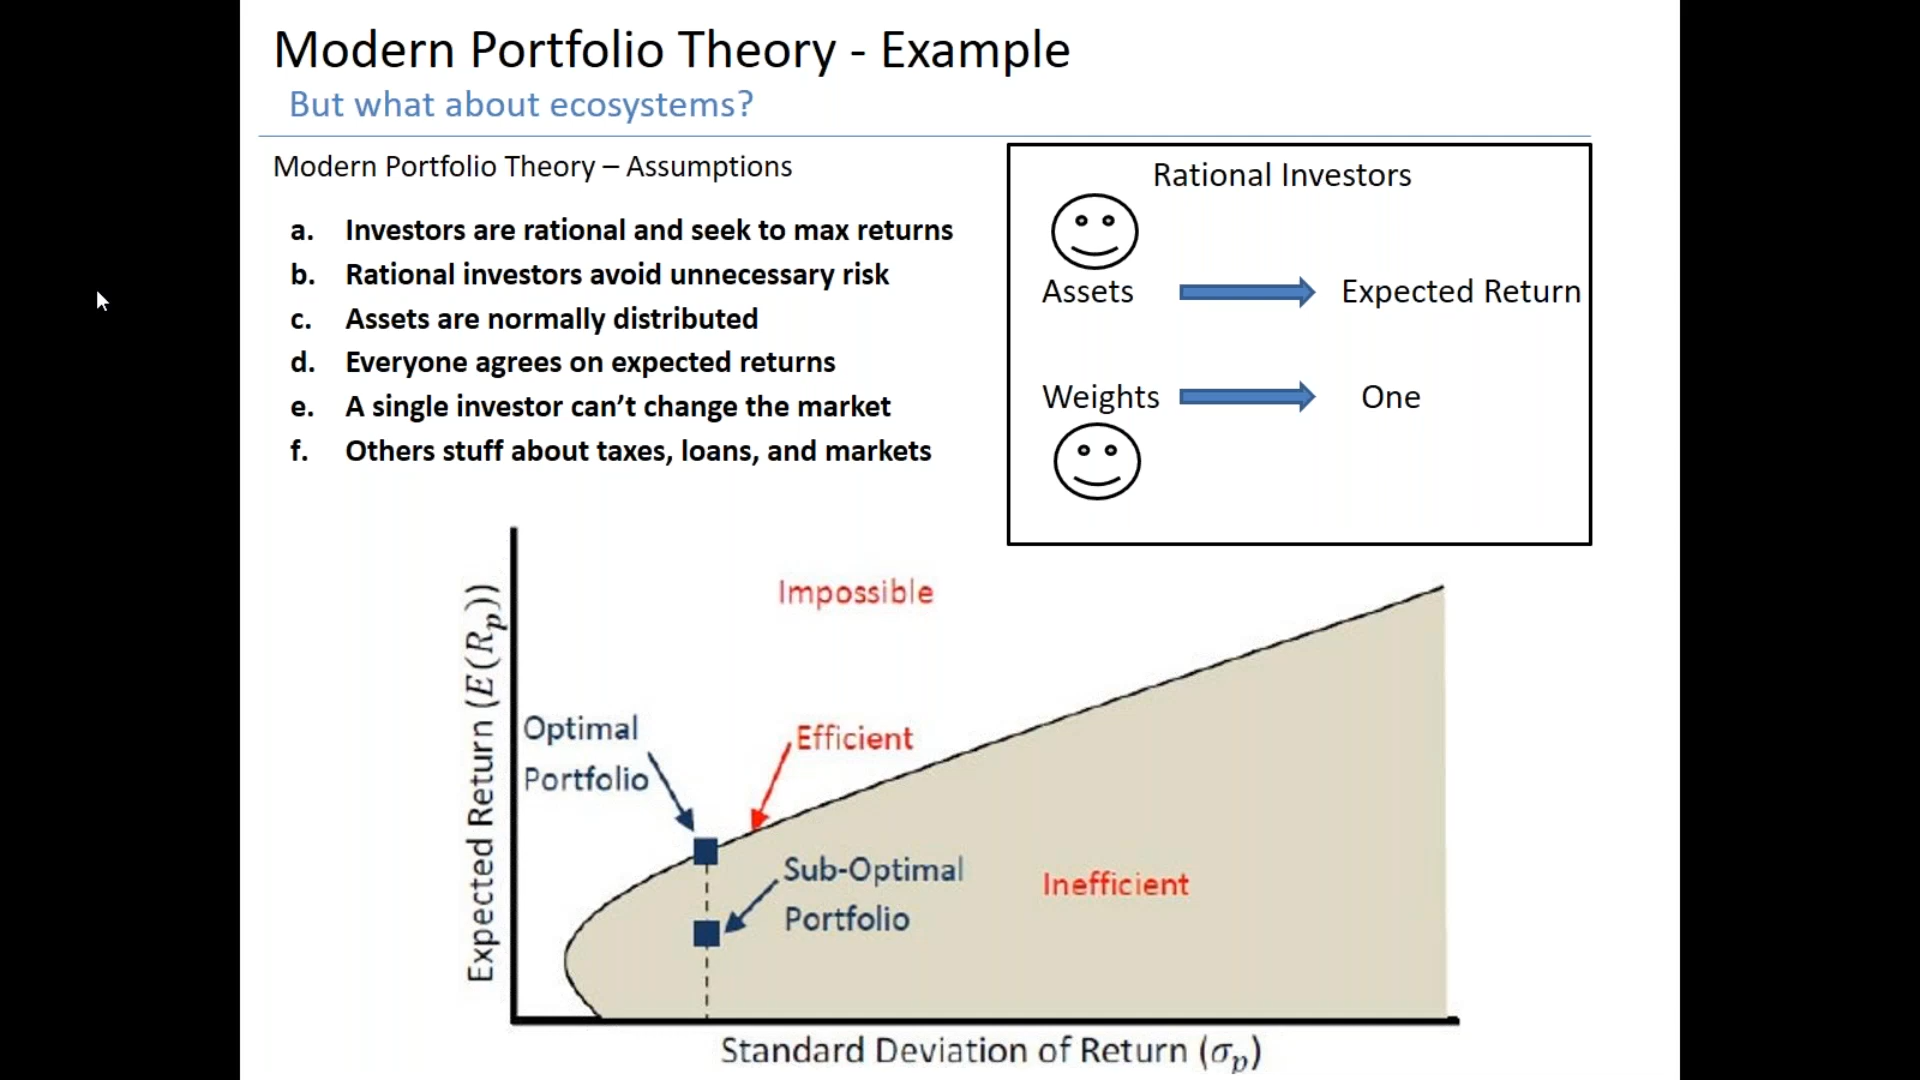 Modern Portfolio Theory - Example
But what about ecosystems?
Modern Portfolio Theory – Assumptions
a. Investors are rational and seek to max returns
b. Rational investors avoid unnecessary risk
c. Assets are normally distributed
d. Everyone agrees on expected returns
e. A single investor can’t change the market
f. Others stuff about taxes, loans, and markets
Rational Investors
Assets Expected Return
Weights One
Expected Return (E(Rₚ))
Impossible
Optimal
Portfolio
Efficient
Sub-Optimal
Portfolio
Inefficient
Standard Deviation of Return (σₚ)